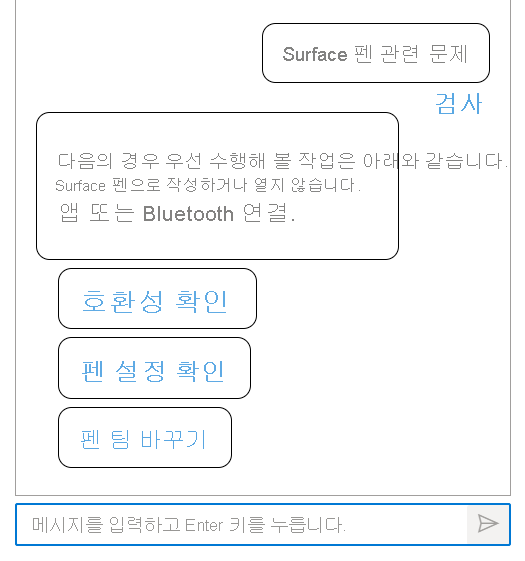 Surface 펜 관련 문제
검사
다음의 경우 우선 수행해 볼 작업은 아래와 같습니다.
Surface 펜으로 작성하거나 열지 않습니다.
앱 또는 Bluetooth 연결.
호환성 확인
펜 설정 확인
펜 팁 바꾸기
메시지를 입력하고 Enter 키를 누릅니다.